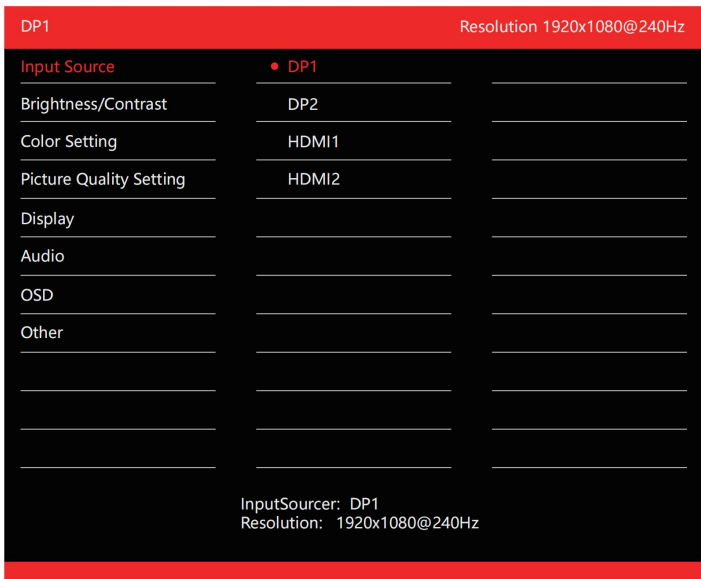 DP1 Resolution 1920x1080@240Hz
Input Source DP1
Brightness/Contrast DP2
Color Setting HDMI1
Picture Quality Setting HDMI2
Display
Audio
OSD
Other
InputSourcer: DP1
Resolution: 1920x1080@240Hz